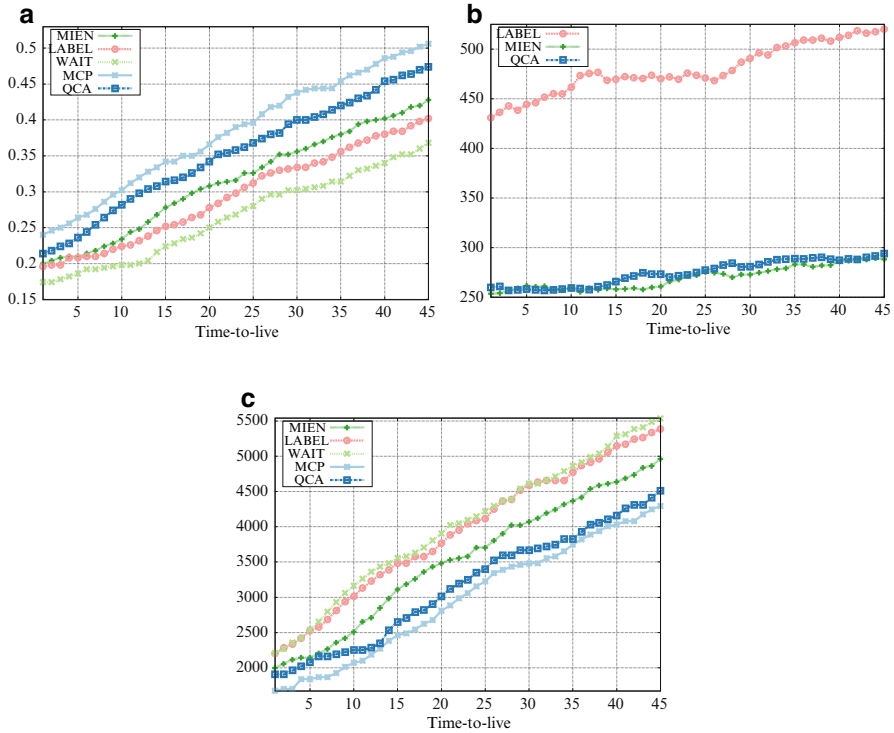 a
0.5
0.45
0.4
0.35
0.3
0.25
0.2
0.15
MIEN
LABEL
WAIT
MCP
QCA
5 10 15 20 25 30 35 40 45
Time-to-live
b
500
450
400
350
300
250
LABEL
MIEN
QCA
5 10 15 20 25 30 35 40 45
Time-to-live
c
5500
5000
4500
4000
3500
3000
2500
2000
MIEN
LABEL
WAIT
MCP
QCA
5 10 15 20 25 30 35 40 45
Time-to-live